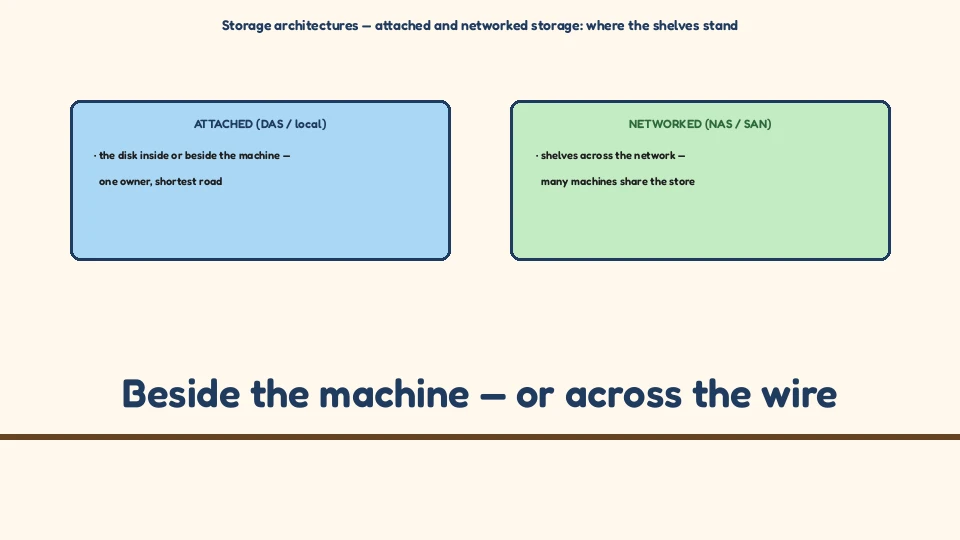 Storage architectures — attached and networked storage: where the shelves stand
ATTACHED (DAS / local)
· the disk inside or beside the machine —
one owner, shortest road
NETWORKED (NAS / SAN)
· shelves across the network —
many machines share the store
Beside the machine — or across the wire